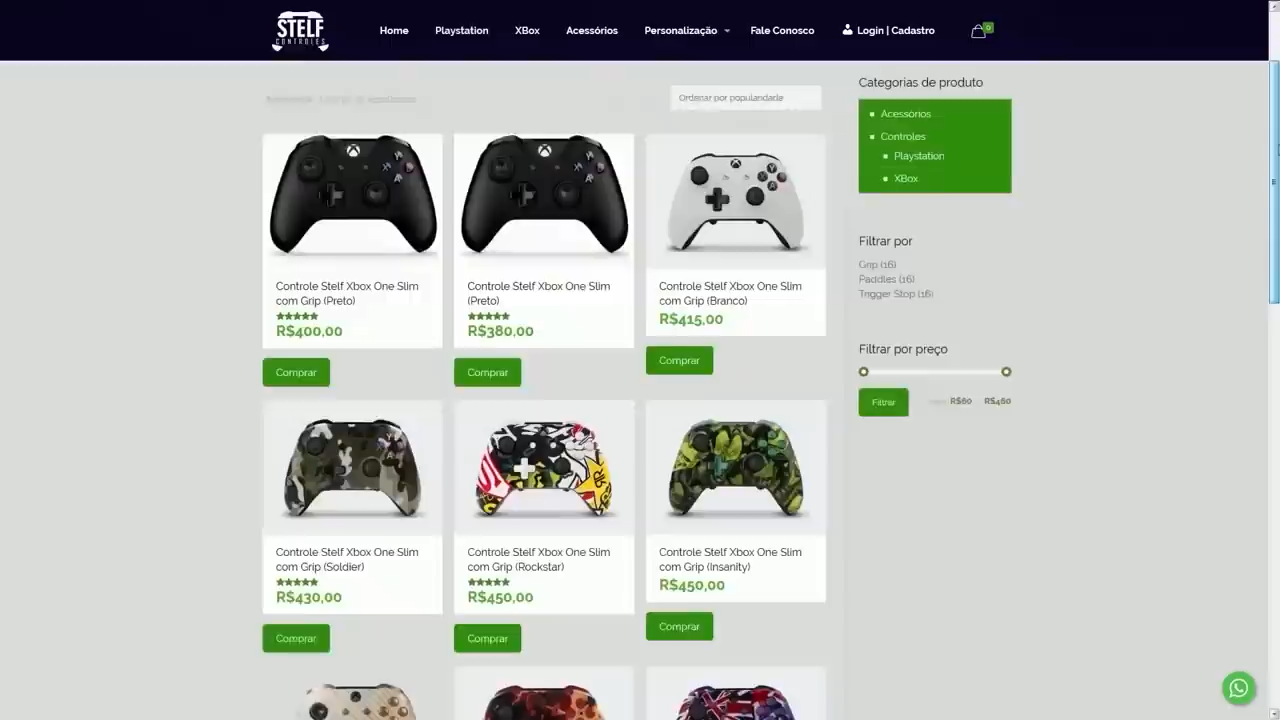 STELF
CONTROLES
Home
Playstation
XBox
Acessórios
Personalização
Fale Conosco
Login | Cadastro
0
Ordenar por popularidade
Categorias de produto
Acessórios
Controles
Playstation
XBox
Filtrar por
Grip (16)
Paddles (16)
Trigger Stop (16)
Filtrar por preço
Filtrar
R$60
R$460
Controle Stelf Xbox One Slim
com Grip (Preto)
R$400,00
Comprar
Controle Stelf Xbox One Slim
(Preto)
R$380,00
Comprar
Controle Stelf Xbox One Slim
com Grip (Branco)
R$415,00
Comprar
Controle Stelf Xbox One Slim
com Grip (Soldier)
R$430,00
Comprar
Controle Stelf Xbox One Slim
com Grip (Rockstar)
R$450,00
Comprar
Controle Stelf Xbox One Slim
com Grip (Insanity)
R$450,00
Comprar